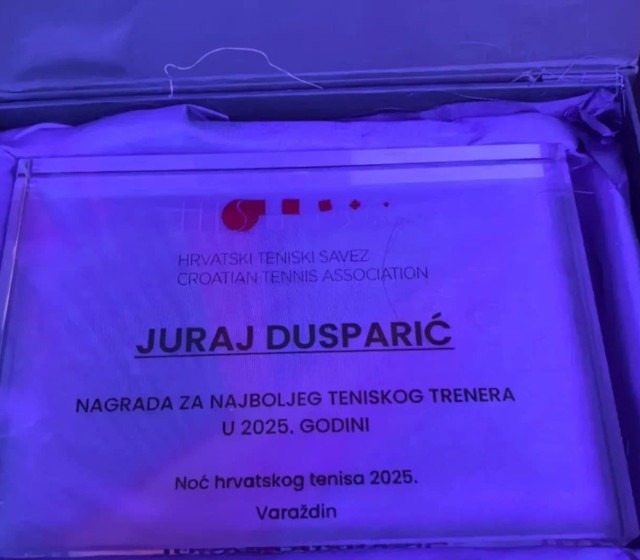 HRVATSKI TENISKI SAVEZ
CROATIAN TENNIS ASSOCIATION
JURAJ DUSPARIĆ
NAGRADA ZA NAJBOLJEG TENISKOG TRENERA
U 2025. GODINI
Noć hrvatskog tenisa 2025.
Varaždin